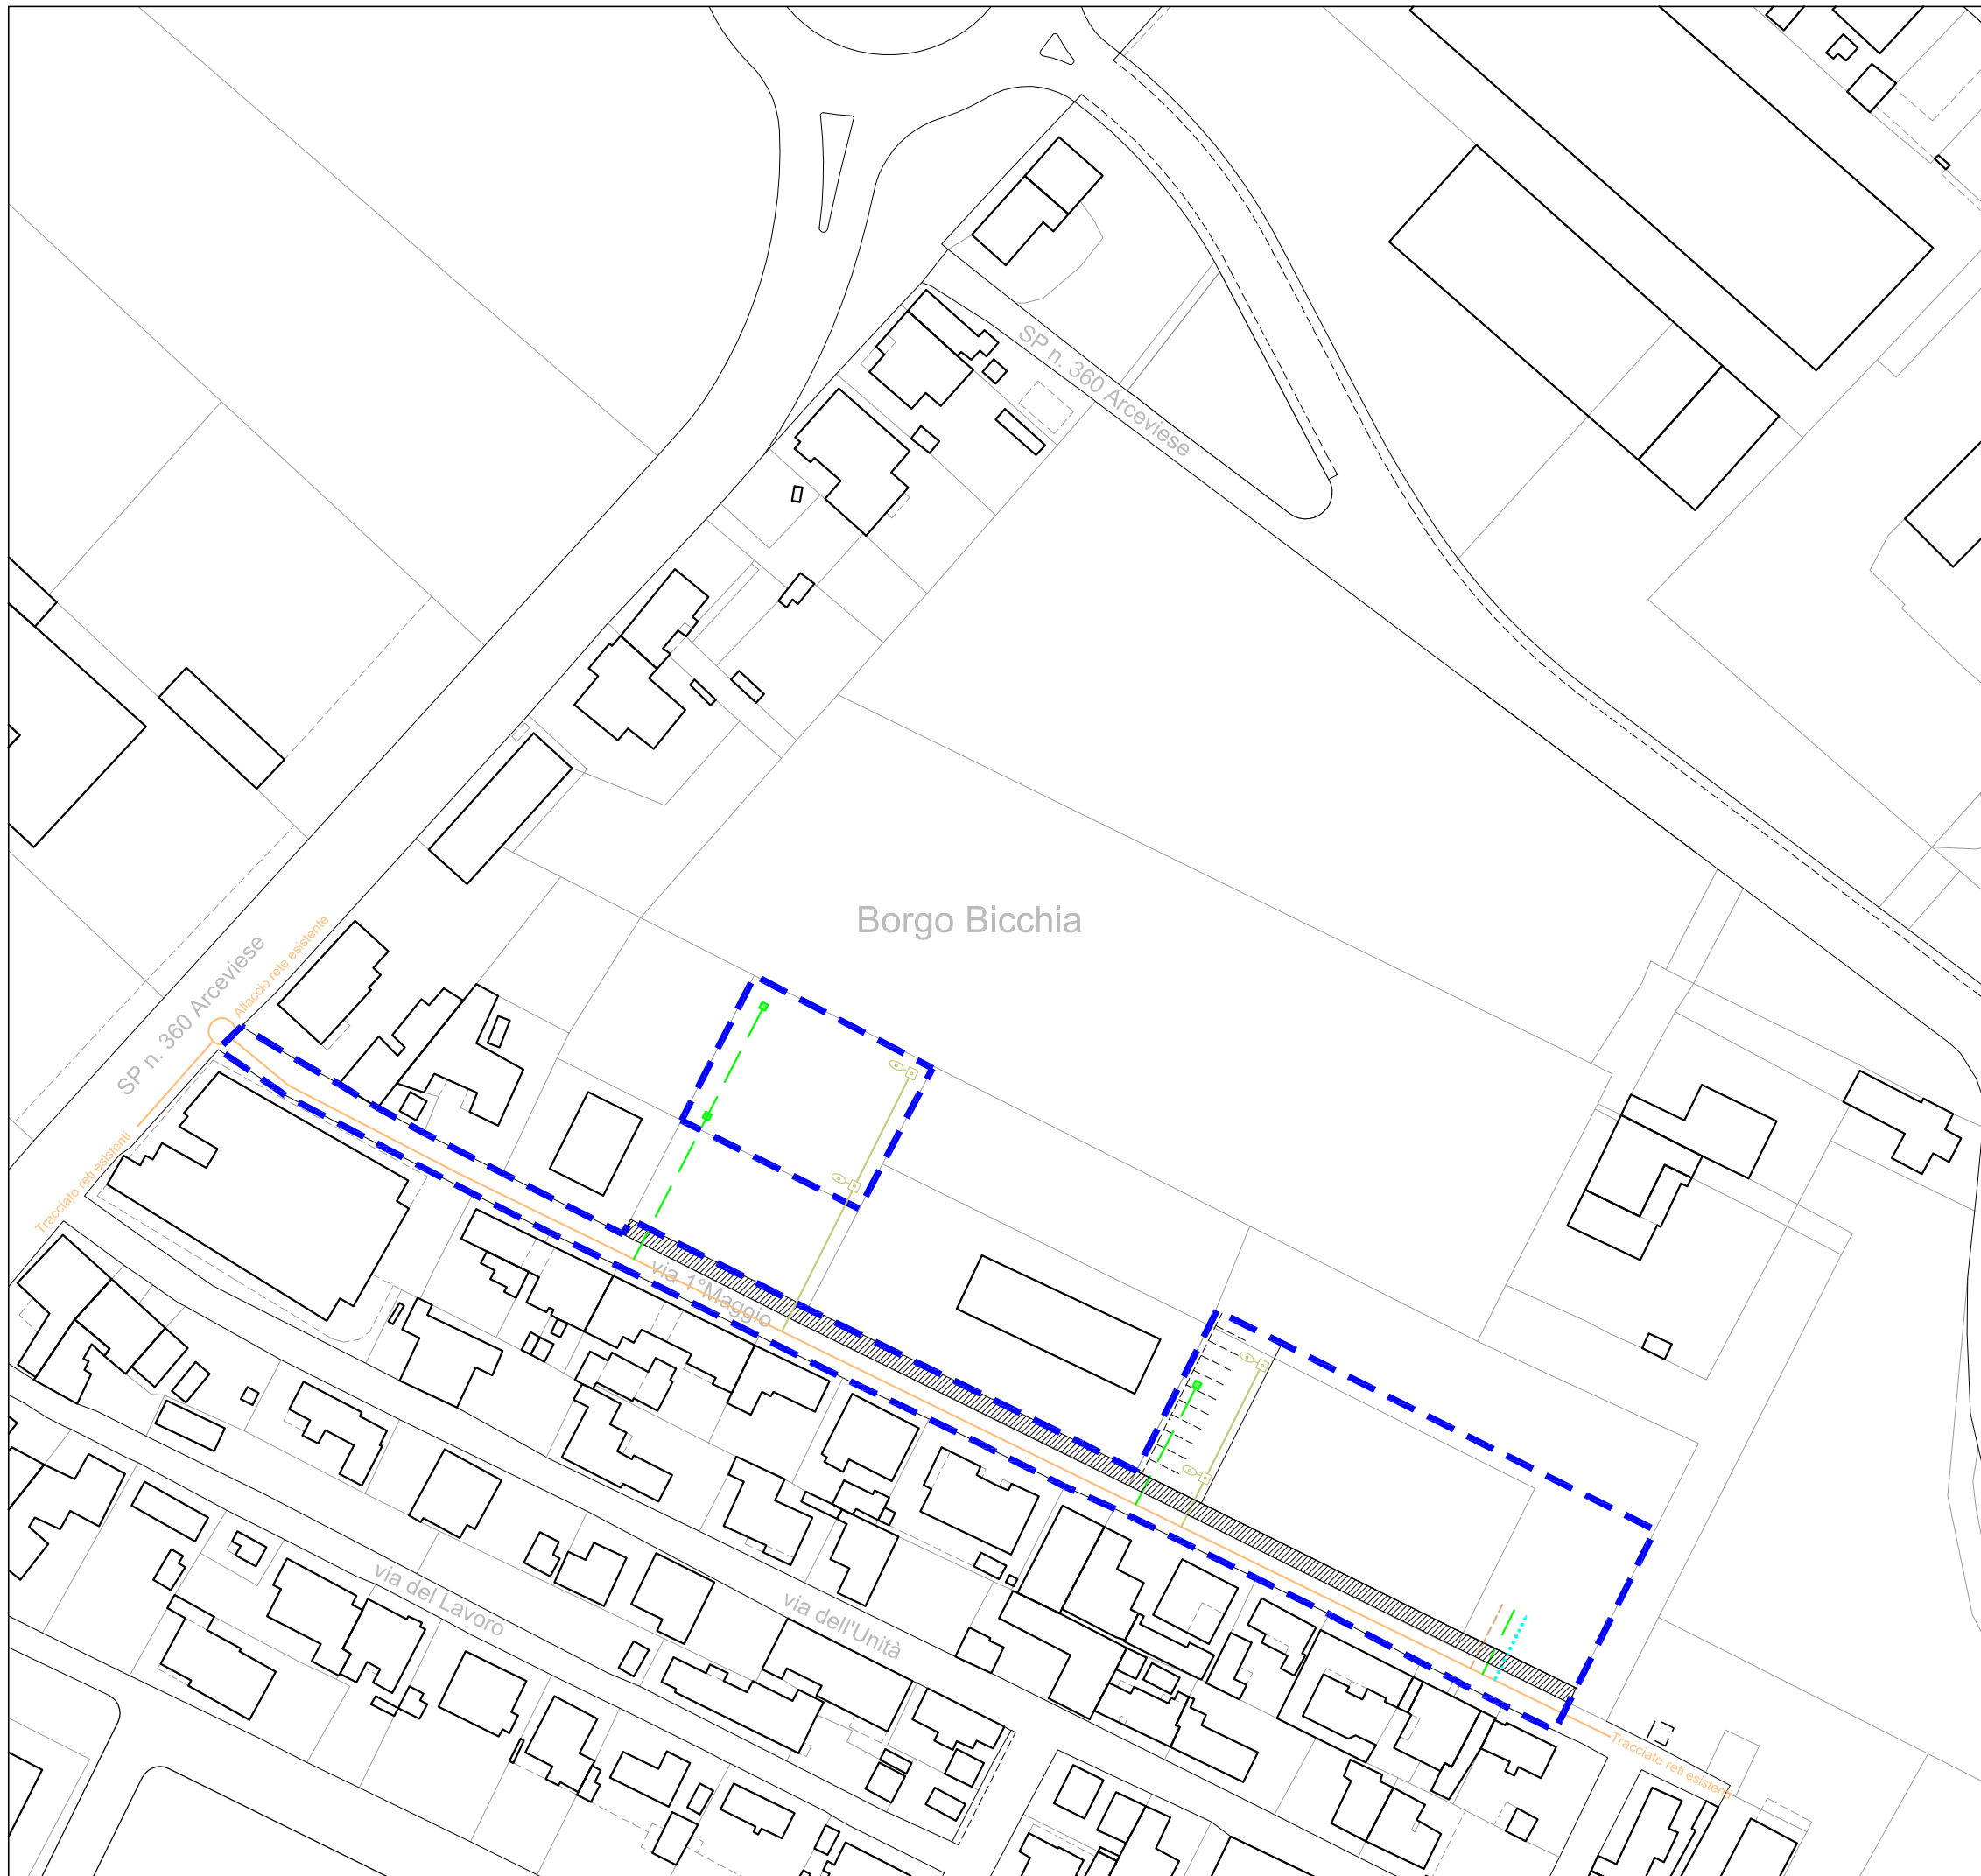 SP n. 360 Arceviese
Borgo Bicchia
SP n. 360 Arceviese
Allaccio rete esistente
Tracciato reti esistenti
via 1°Maggio
via del Lavoro
via dell'Unità
Tracciato reti esistenti